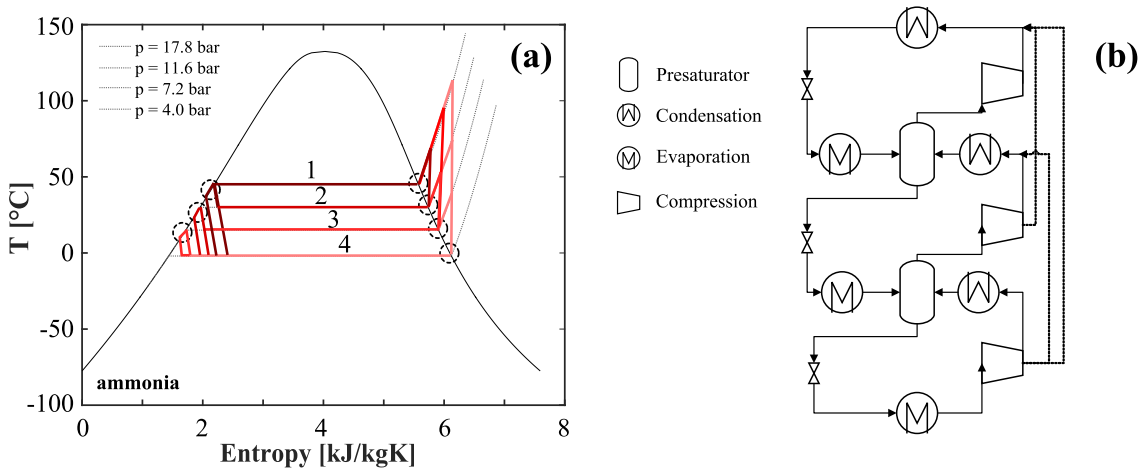 (a)
p = 17.8 bar
p = 11.6 bar
p = 7.2 bar
p = 4.0 bar
T [°C]
150
100
50
0
-50
-100
1
2
3
4
ammonia
0
2
4
6
8
Entropy [kJ/kgK]
(b)
Presaturator
Condensation
Evaporation
Compression